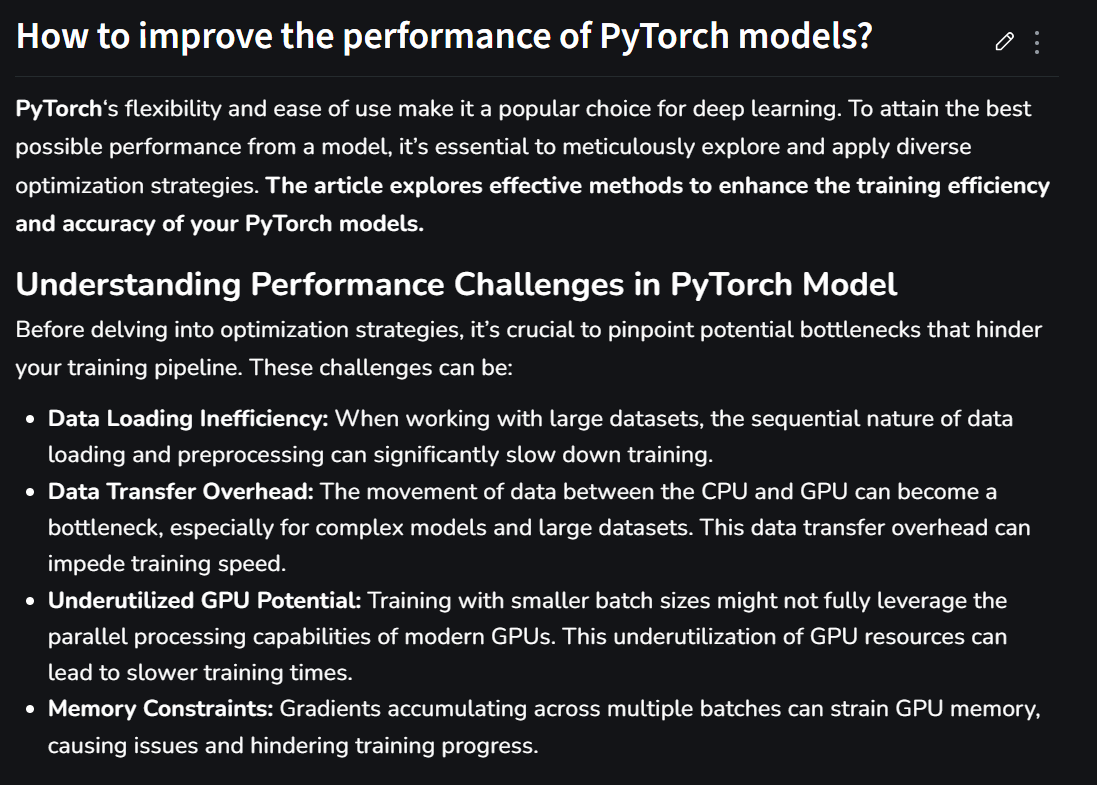 How to improve the performance of PyTorch models?
PyTorch‘s flexibility and ease of use make it a popular choice for deep learning. To attain the best
possible performance from a model, it’s essential to meticulously explore and apply diverse
optimization strategies. The article explores effective methods to enhance the training efficiency
and accuracy of your PyTorch models.
Understanding Performance Challenges in PyTorch Model
Before delving into optimization strategies, it’s crucial to pinpoint potential bottlenecks that hinder
your training pipeline. These challenges can be:
• Data Loading Inefficiency: When working with large datasets, the sequential nature of data
loading and preprocessing can significantly slow down training.
• Data Transfer Overhead: The movement of data between the CPU and GPU can become a
bottleneck, especially for complex models and large datasets. This data transfer overhead can
impede training speed.
• Underutilized GPU Potential: Training with smaller batch sizes might not fully leverage the
parallel processing capabilities of modern GPUs. This underutilization of GPU resources can
lead to slower training times.
• Memory Constraints: Gradients accumulating across multiple batches can strain GPU memory,
causing issues and hindering training progress.